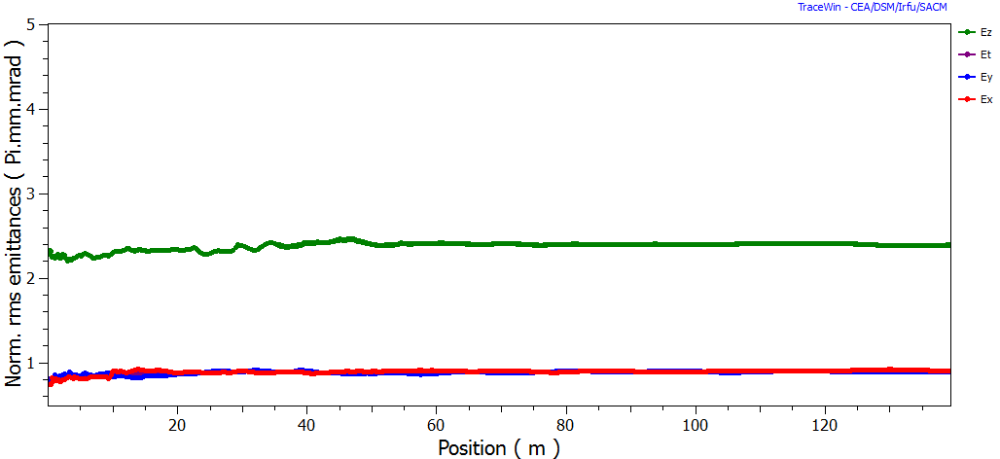 TraceWin - CEA/DSM/Irfu/SACM
Norm. rms emittances ( Pi.mm.mrad )
5
4
3
2
1
20
40
60
80
100
120
Position ( m )
Ez
Et
Ey
Ex